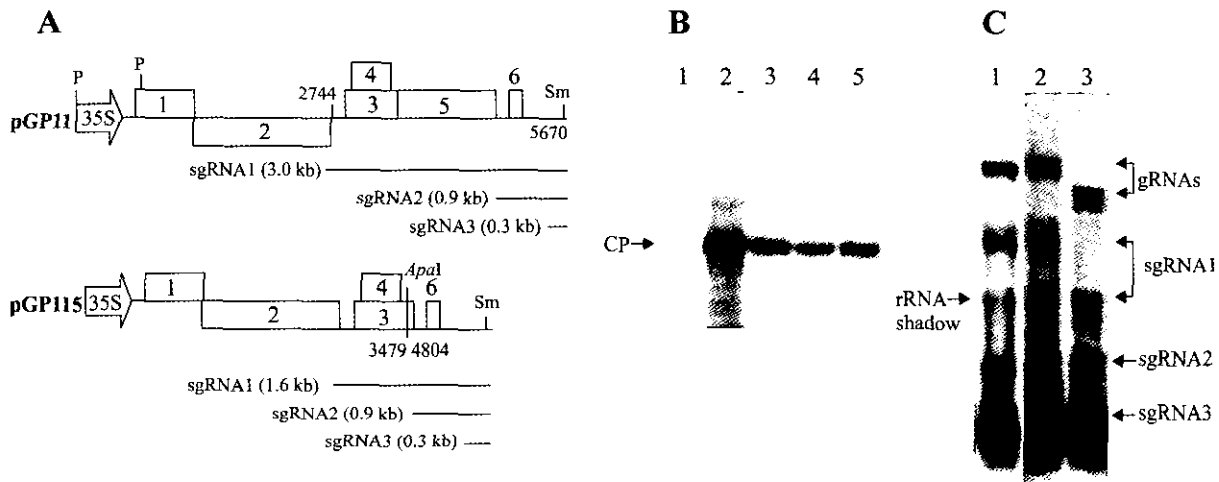 A
P
P
4
6
2744
Sm
pGP11
35S
1
3
5
2
5670
sgRNA1 (3.0 kb)
sgRNA2 (0.9 kb)
sgRNA3 (0.3 kb)
ApaI
4
6
Sm
pGP115
35S
1
2
3
3479
4804
sgRNA1 (1.6 kb)
sgRNA2 (0.9 kb)
sgRNA3 (0.3 kb)
B
1 2 3 4 5
CP
C
1 2 3
gRNAs
sgRNA1
rRNA
shadow
sgRNA2
sgRNA3